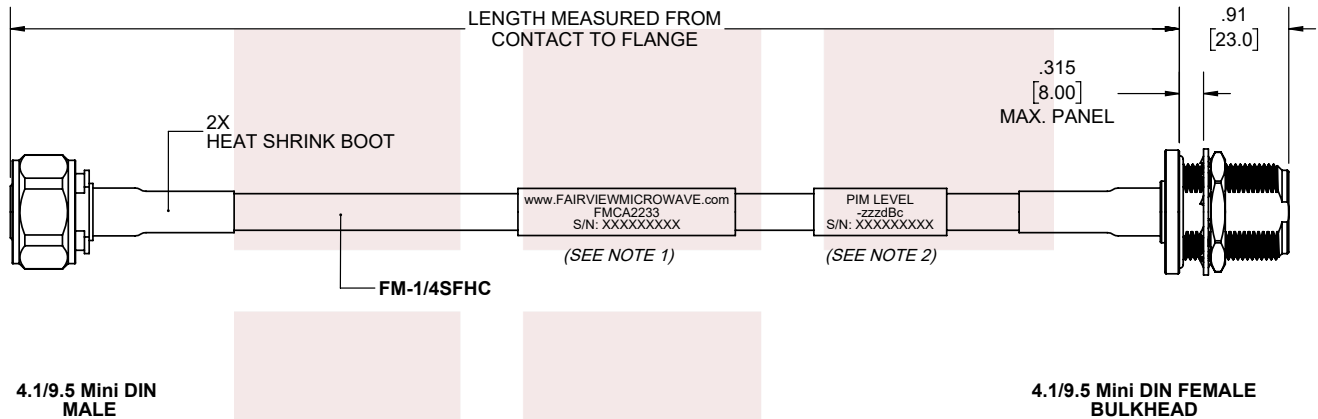 LENGTH MEASURED FROM
CONTACT TO FLANGE
.91
[23.0]
.315
[8.00]
MAX. PANEL
2X
HEAT SHRINK BOOT
www.FAIRVIEWMICROWAVE.com
FMCA2233
S/N: XXXXXXXXX
PIM LEVEL
-zzzdBc
S/N: XXXXXXXXX
(SEE NOTE 1)
(SEE NOTE 2)
FM-1/4SFHC
4.1/9.5 Mini DIN
MALE
4.1/9.5 Mini DIN FEMALE
BULKHEAD